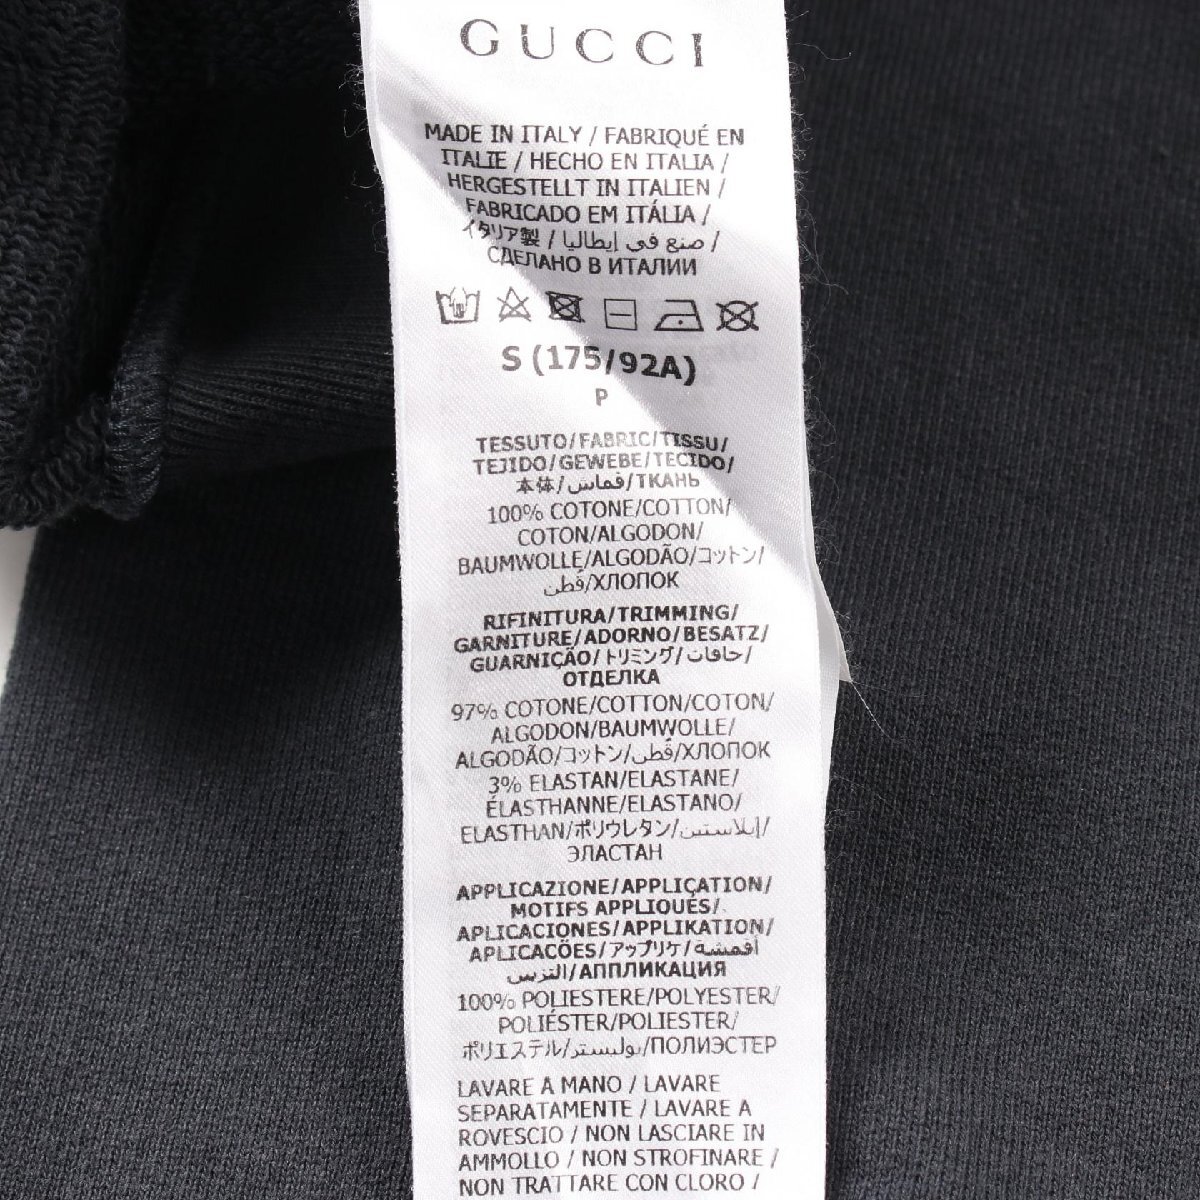 GUCCI
MADE IN ITALY / FABRIQUÉ EN
ITALIE / HECHO EN ITALIA /
HERGESTELLT IN ITALIEN /
FABRICADO EM ITÁLIA /
イタリア製 / صنع في إيطاليا /
СДЕЛАНО В ИТАЛИИ
S (175/92A)
P
TESSUTO/FABRIC/TISSU/
TEJIDO/GEWEBE/TECIDO/
本体/قماش/ТКАНЬ
100% COTONE/COTTON/
COTON/ALGODON/
BAUMWOLLE/ALGODÃO/コットン/
قطن/ХЛОПОК
RIFINITURA/TRIMMING/
GARNITURE/ADORNO/BESATZ/
GUARNIÇÃO/トリミング/حافات/
ОТДЕЛКА
97% COTONE/COTTON/COTON/
ALGODON/BAUMWOLLE/
ALGODÃO/コットン/قطن/ХЛОПОК
3% ELASTAN/ELASTANE/
ÉLASTHANNE/ELASTANO/
ELASTHAN/ポリウレタン/إيلاستين/
ЭЛАСТАН
APPLICAZIONE/APPLICATION/
MOTIFS APPLIQUÉS/
APLICACIONES/APPLIKATION/
APLICAÇÕES/アップリケ/أقمشة
التزيين/АППЛИКАЦИЯ
100% POLIESTERE/POLYESTER/
POLIÉSTER/POLIESTER/
ポリエステル/بوليستر/ПОЛИЭСТЕР
LAVARE A MANO / LAVARE
SEPARATAMENTE / LAVARE A
ROVESCIO / NON LASCIARE IN
AMMOLLO / NON STROFINARE /
NON TRATTARE CON CLORO /